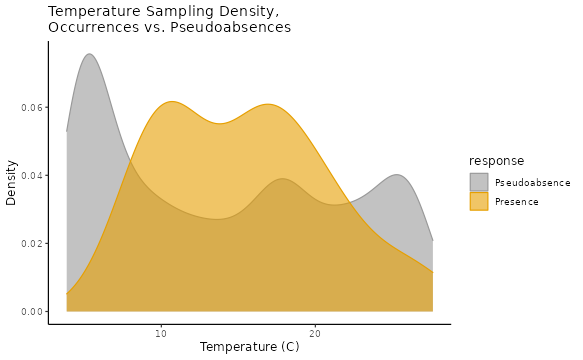 Temperature Sampling Density,
Occurrences vs. Pseudoabsences
Density
0.06
0.04
0.02
0.00
10
20
Temperature (C)
response
Pseudoabsence
Presence